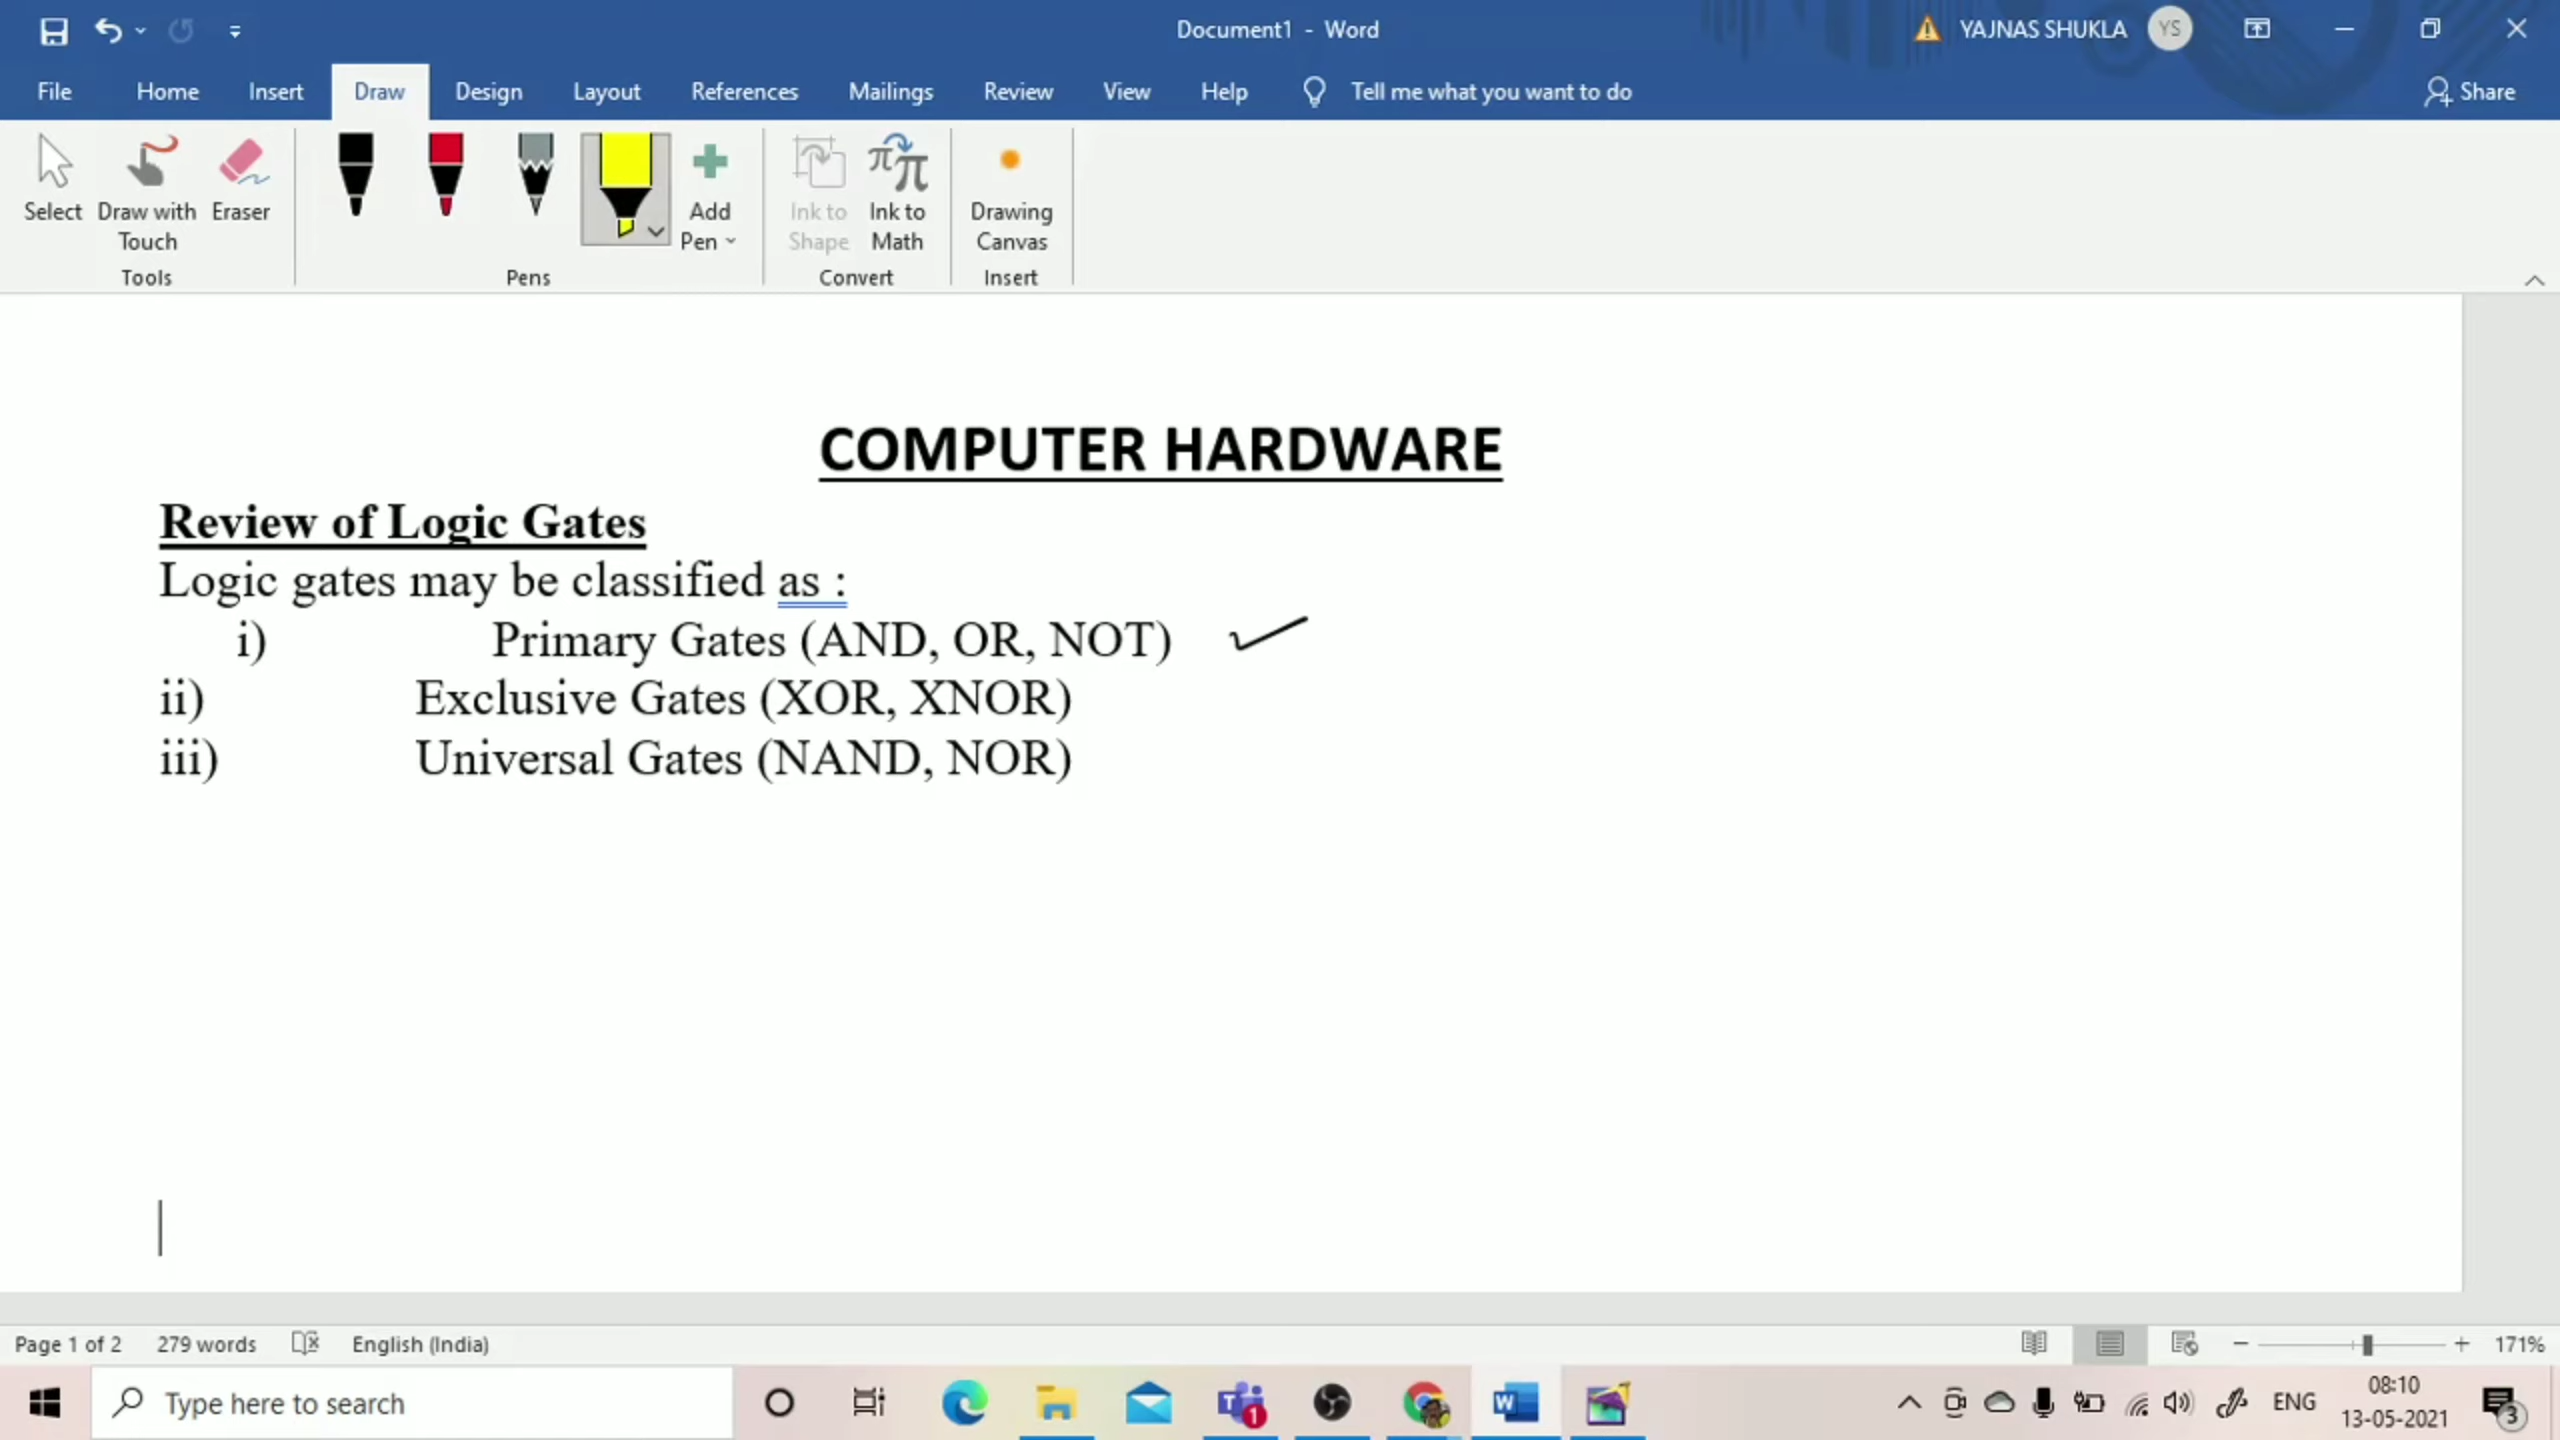 Document1 - Word
YAJNAS SHUKLA YS
File Home Insert Draw Design Layout References Mailings Review View Help Tell me what you want to do Share
Select Draw with Touch Eraser Add Pen Ink to Shape Ink to Math Drawing Canvas
Tools Pens Convert Insert
COMPUTER HARDWARE
Review of Logic Gates
Logic gates may be classified as :
i) Primary Gates (AND, OR, NOT)
ii) Exclusive Gates (XOR, XNOR)
iii) Universal Gates (NAND, NOR)
Page 1 of 2 279 words English (India) 171%
Type here to search 1 ENG 08:10
13-05-2021 3